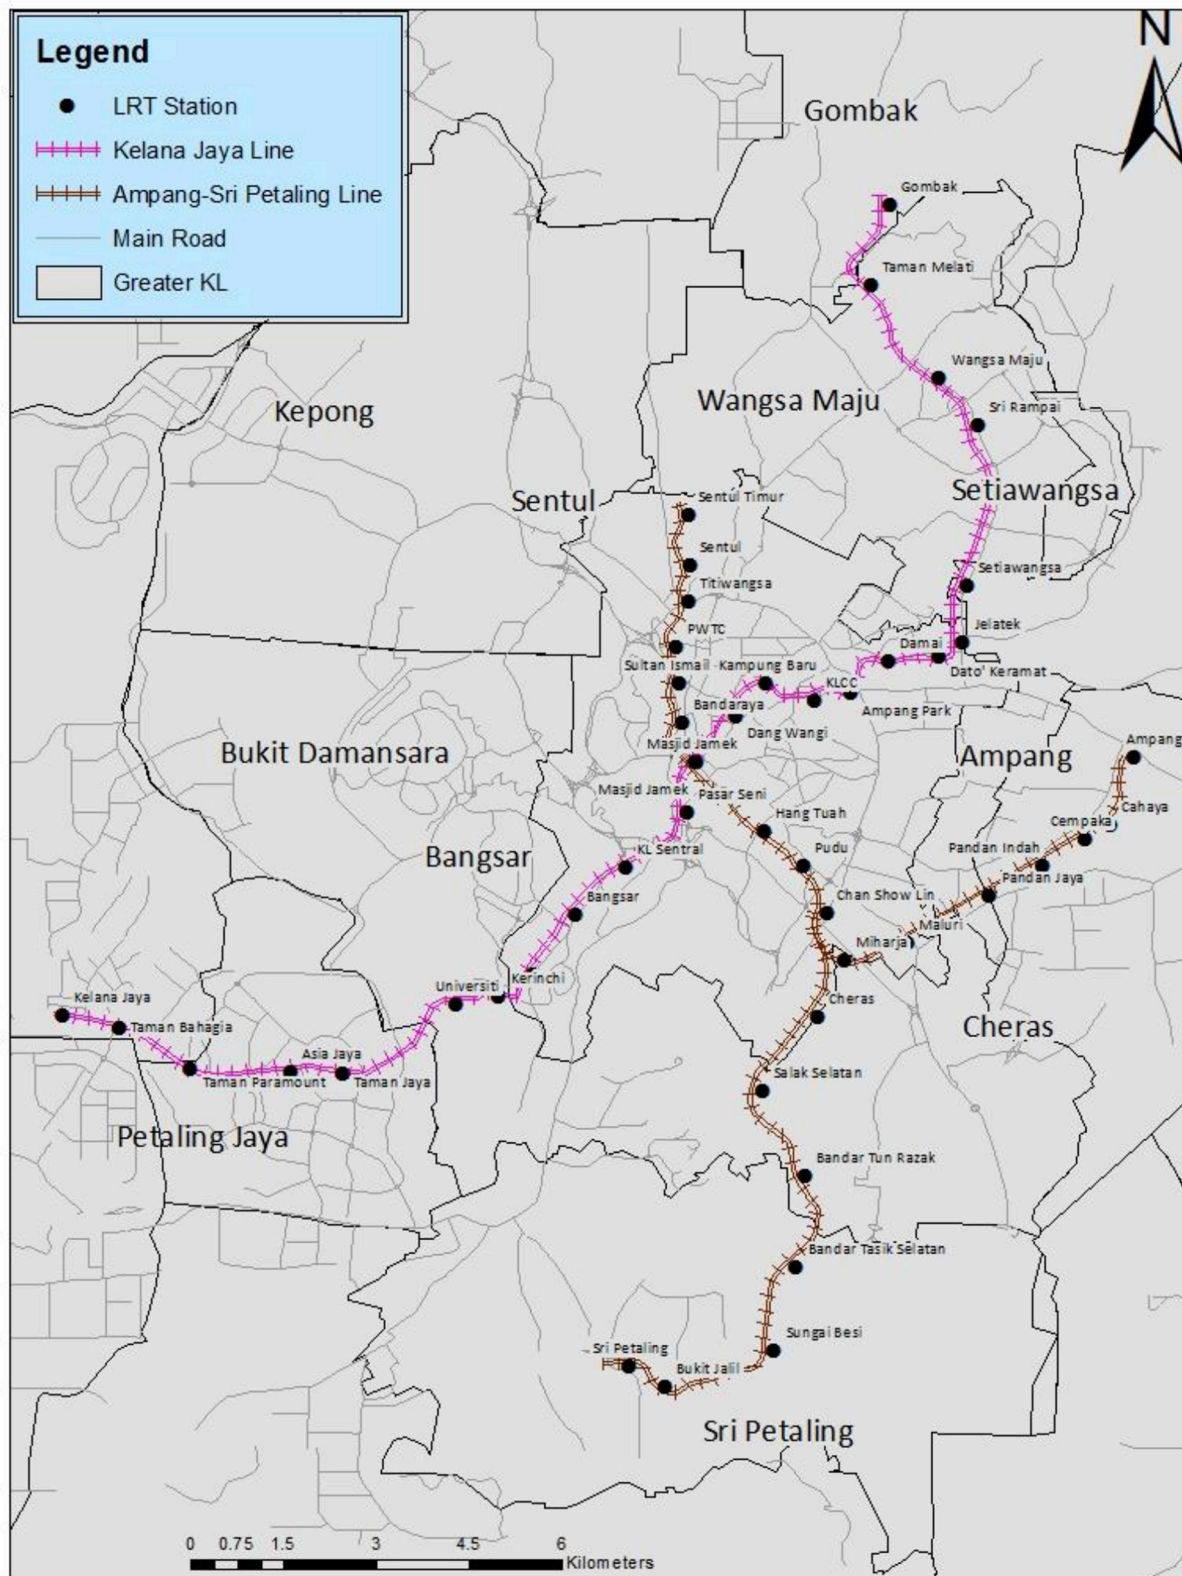 Legend
LRT Station
Kelana Jaya Line
Ampang-Sri Petaling Line
Main Road
Greater KL
N
Gombak
Gombak
Taman Melati
Wangsa Maju
Wangsa Maju
Sri Rampai
Kepong
Setiawangsa
Sentul
Sentul Timur
Sentul
Setiawangsa
Titiwangsa
PWTC
Jelatek
Damai
Sultan Ismail
Kampung Baru
Dato' Keramat
KLCC
Bandaraya
Ampang Park
Dang Wangi
Masjid Jamek
Bukit Damansara
Ampang
Ampang
Masjid Jamek
Pasar Seni
Cahaya
Hang Tuah
Cempaka
KL Sentral
Pudu
Pandan Indah
Bangsar
Pandan Jaya
Bangsar
Chan Show Lin
Maluri
Miharja
Kerinchi
Universiti
Kelana Jaya
Cheras
Taman Bahagia
Cheras
Asia Jaya
Taman Paramount
Taman Jaya
Salak Selatan
Petaling Jaya
Bandar Tun Razak
Bandar Tasik Selatan
Sungai Besi
Sri Petaling
Bukit Jalil
Sri Petaling
0 0.75 1.5 3 4.5 6
Kilometers